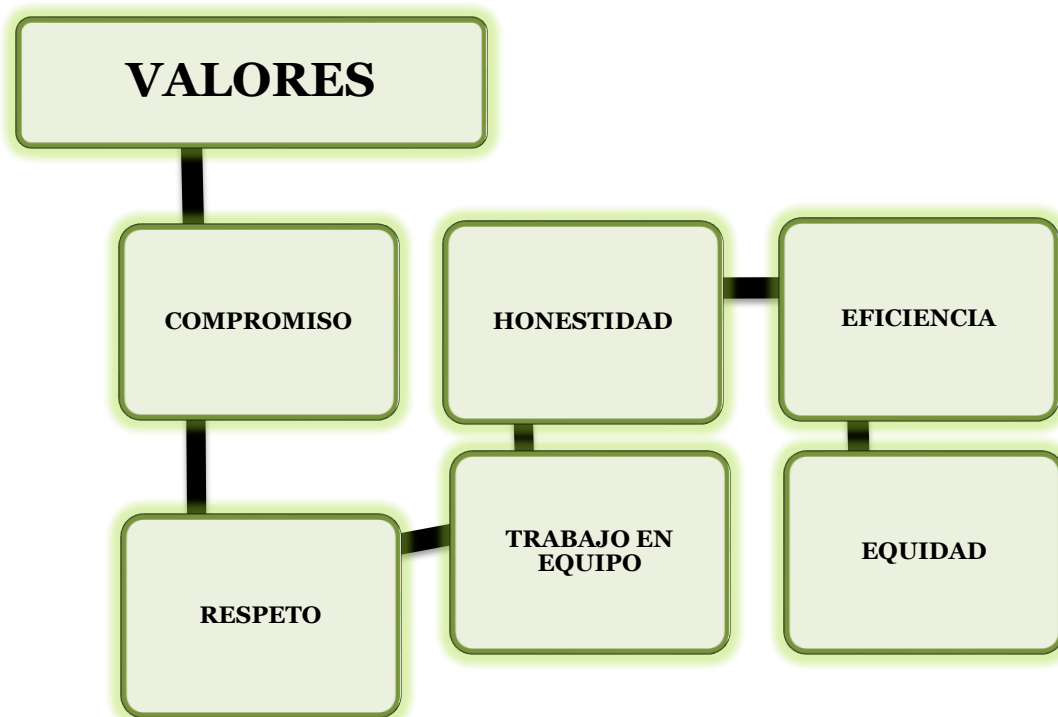 VALORES
COMPROMISO
HONESTIDAD
EFICIENCIA
RESPETO
TRABAJO EN
EQUIPO
EQUIDAD